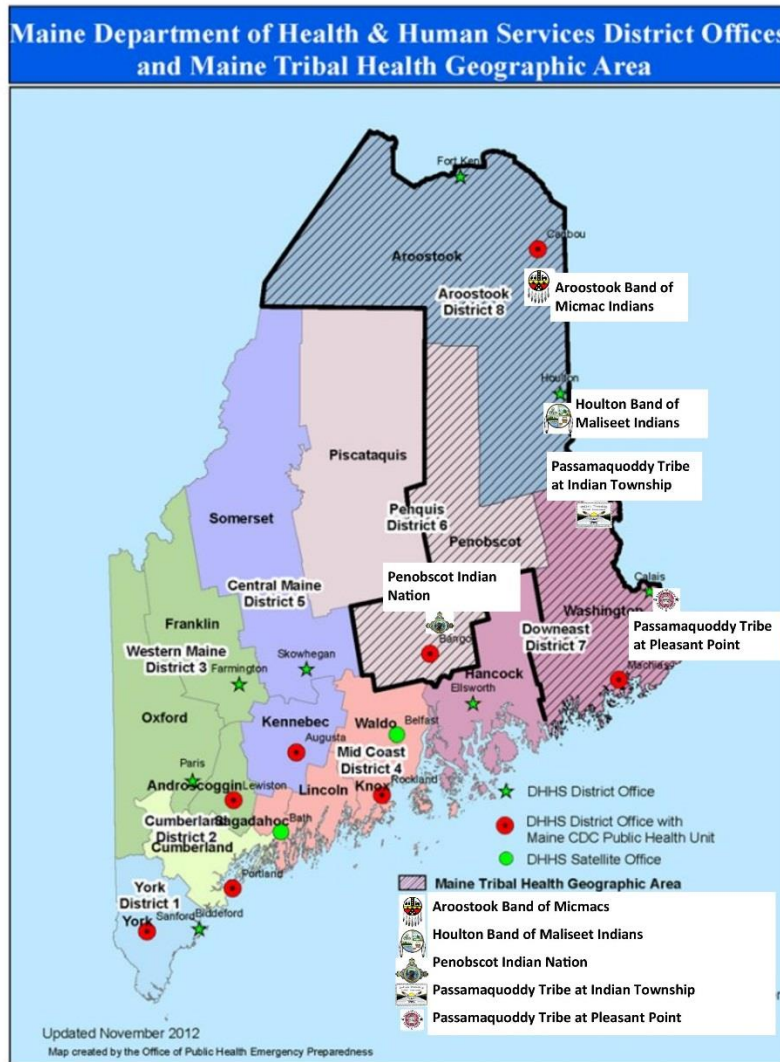 Maine Department of Health & Human Services District Offices
and Maine Tribal Health Geographic Area
Fort Ken
Caribou
Aroostook
Aroostook
District 8
Aroostook Band of
Micmac Indians
Houlton
Houlton Band of
Maliseet Indians
Piscataquis
Passamaquoddy Tribe
at Indian Township
Somerset
Penquis
District 6
Penobscot
Penobscot Indian
Nation
Calais
Central Maine
District 5
Washington
Franklin
Downeast
District 7
Passamaquoddy Tribe
at Pleasant Point
Bangor
Western Maine
District 3
Skowhegan
Farmington
Hancock
Ellsworth
Machias
Oxford
Kennebec
Augusta
Waldo
Belfast
Mid Coast
District 4
Paris
Androscoggin
Lewiston
Lincoln
Knox
Rockland
DHHS District Office
Cumberland
District 2
Sagadahoc
Bath
DHHS District Office with
Maine CDC Public Health Unit
Cumberland
DHHS Satellite Office
Portland
Maine Tribal Health Geographic Area
York
District 1
York
Sanford
Biddeford
Aroostook Band of Micmacs
Houlton Band of Maliseet Indians
Penobscot Indian Nation
Passamaquoddy Tribe at Indian Township
Passamaquoddy Tribe at Pleasant Point
Updated November 2012
Map created by the Office of Public Health Emergency Preparedness